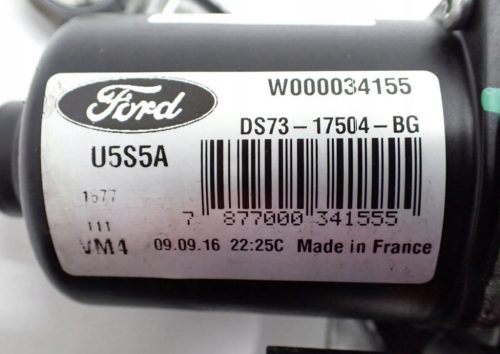 Ford
W000034155
DS73-17504-BG
U5S5A
1677
7 877000 341555
111
VM4 09.09.16 22:25C Made in France